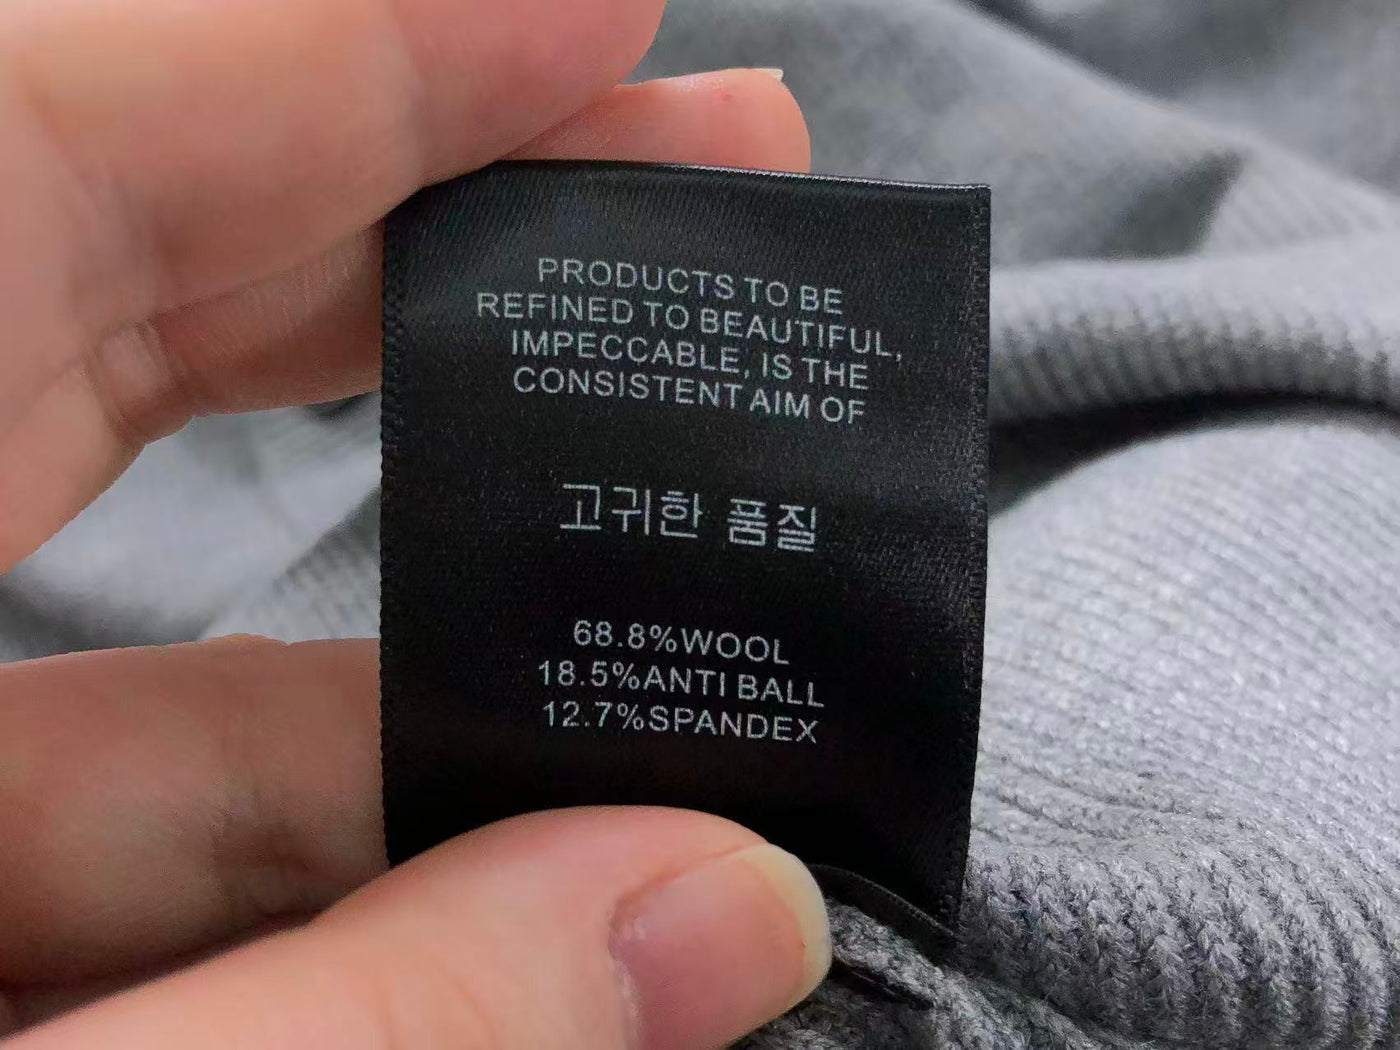 PRODUCTS TO BE
REFINED TO BEAUTIFUL,
IMPECCABLE, IS THE
CONSISTENT AIM OF
고귀한 품질
68.8%WOOL
18.5%ANTI BALL
12.7%SPANDEX